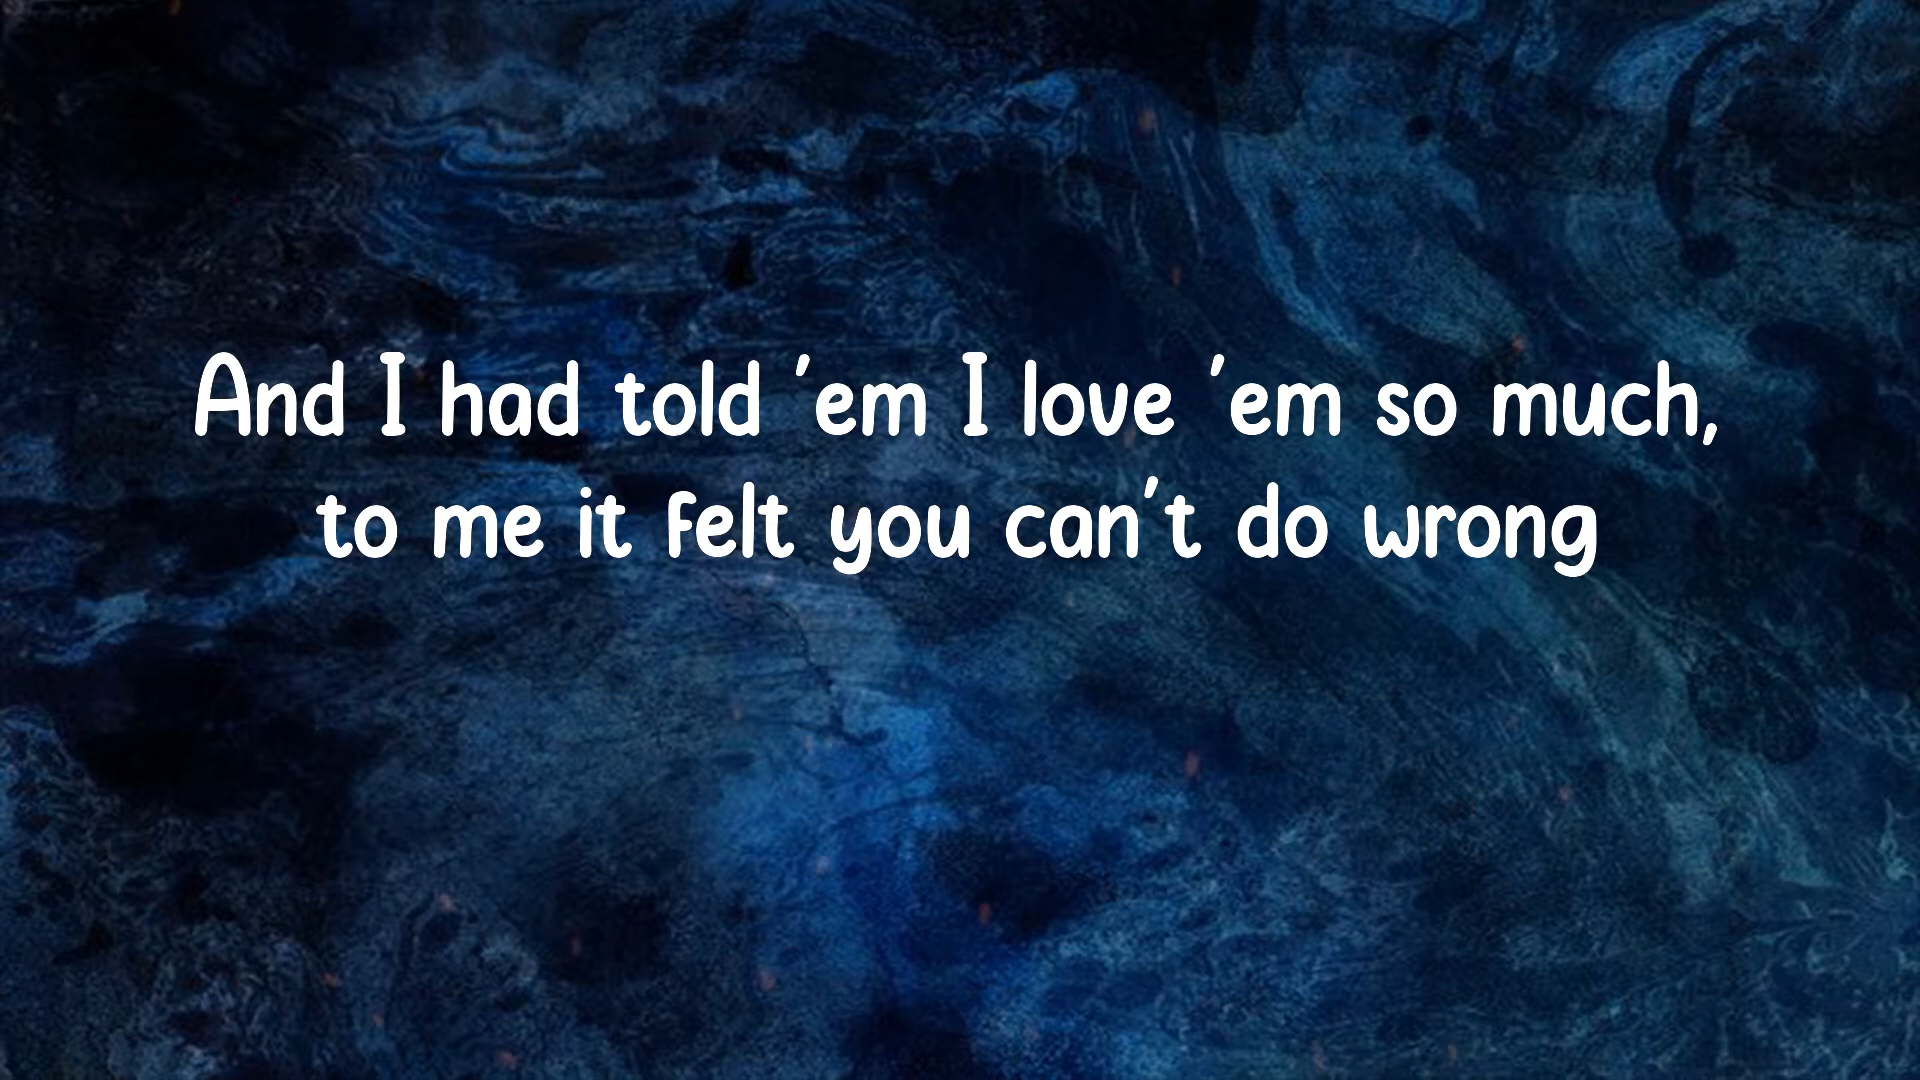 And I had told 'em I love 'em so much,
to me it felt you can't do wrong